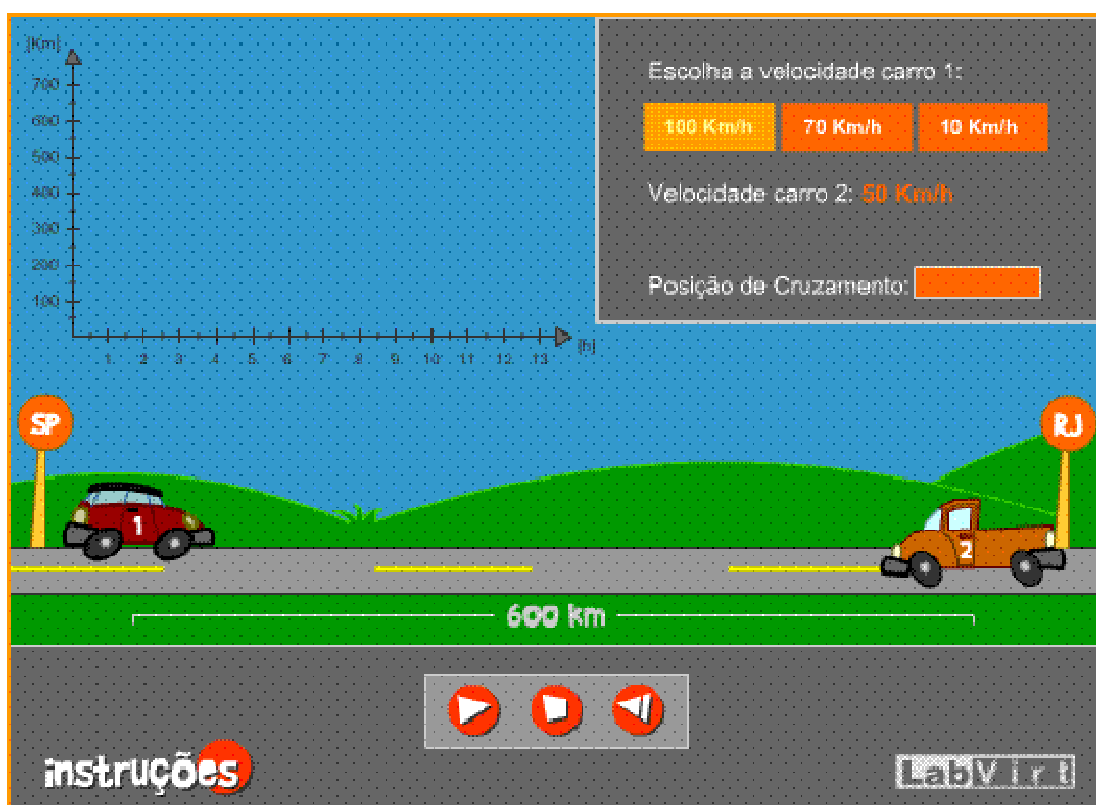 [Km]
700
600
500
400
300
200
100
1 2 3 4 5 6 7 8 9 10 11 12 13 [h]
Escolha a velocidade carro 1:
100 Km/h 70 Km/h 10 Km/h
Velocidade carro 2: 50 Km/h
Posição de Cruzamento:
SP
RJ
1
2
600 km
instruções
LabVirt